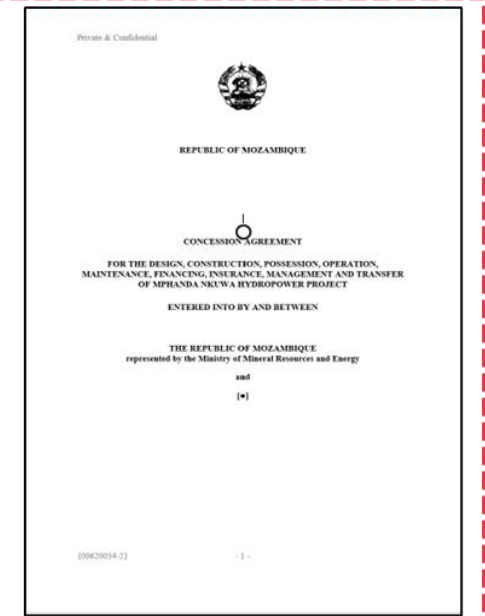 Private & Confidential
REPUBLIC OF MOZAMBIQUE
CONCESSION AGREEMENT
FOR THE DESIGN, CONSTRUCTION, POSSESSION, OPERATION,
MAINTENANCE, FINANCING, INSURANCE, MANAGEMENT AND TRANSFER
OF MPHANDA NKUWA HYDROPOWER PROJECT
ENTERED INTO BY AND BETWEEN
THE REPUBLIC OF MOZAMBIQUE
represented by the Ministry of Mineral Resources and Energy
and
[●]
{00820034-2}
- 1 -